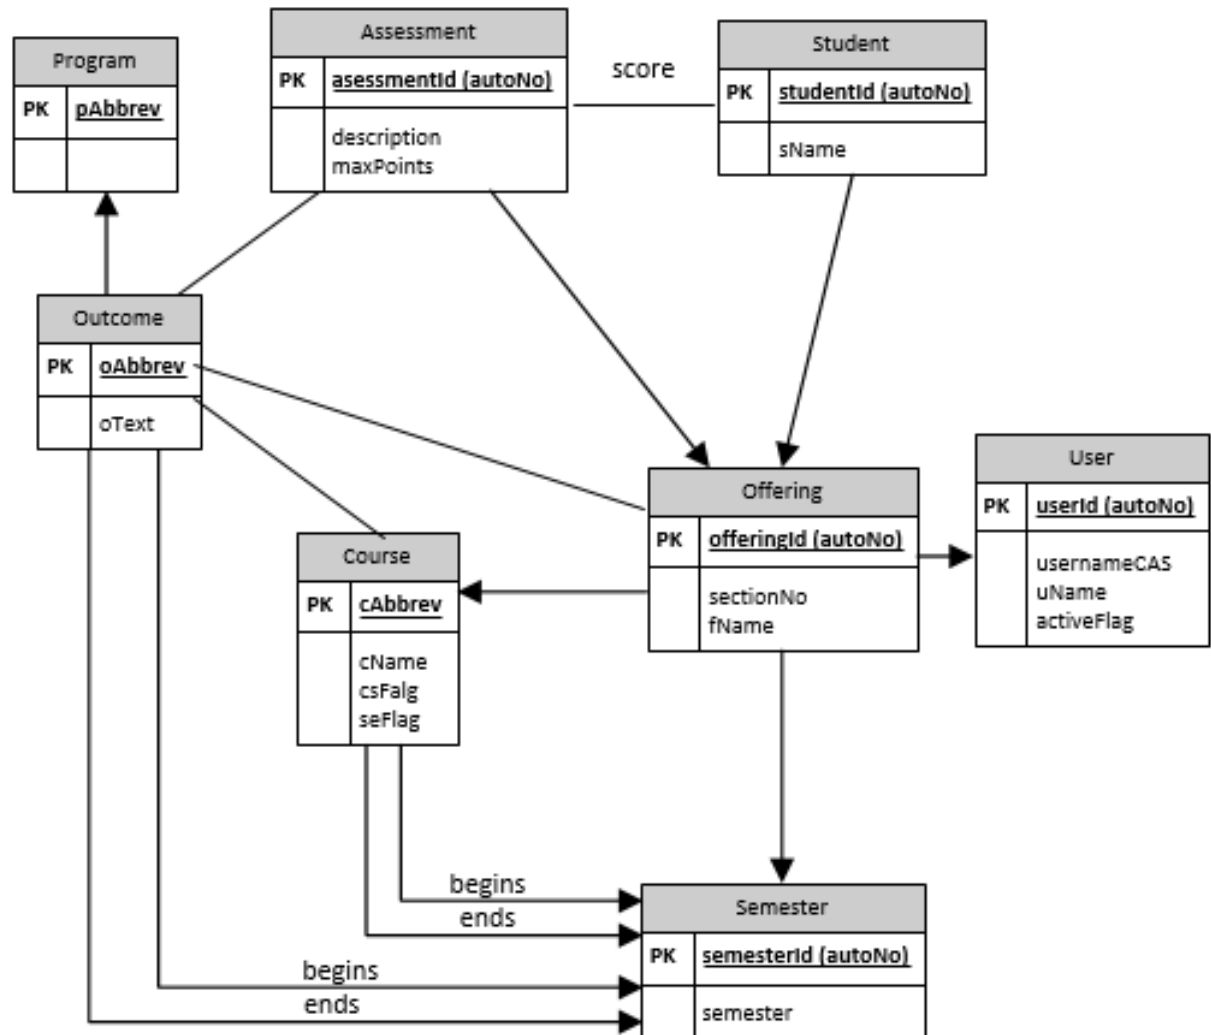 Program
PK pAbbrev
Assessment
PK asessmentId (autoNo)
description
maxPoints
score
Student
PK studentId (autoNo)
sName
Outcome
PK oAbbrev
oText
Course
PK cAbbrev
cName
csFalg
seFlag
Offering
PK offeringId (autoNo)
sectionNo
fName
User
PK userId (autoNo)
usernameCAS
uName
activeFlag
begins
ends
begins
ends
Semester
PK semesterId (autoNo)
semester